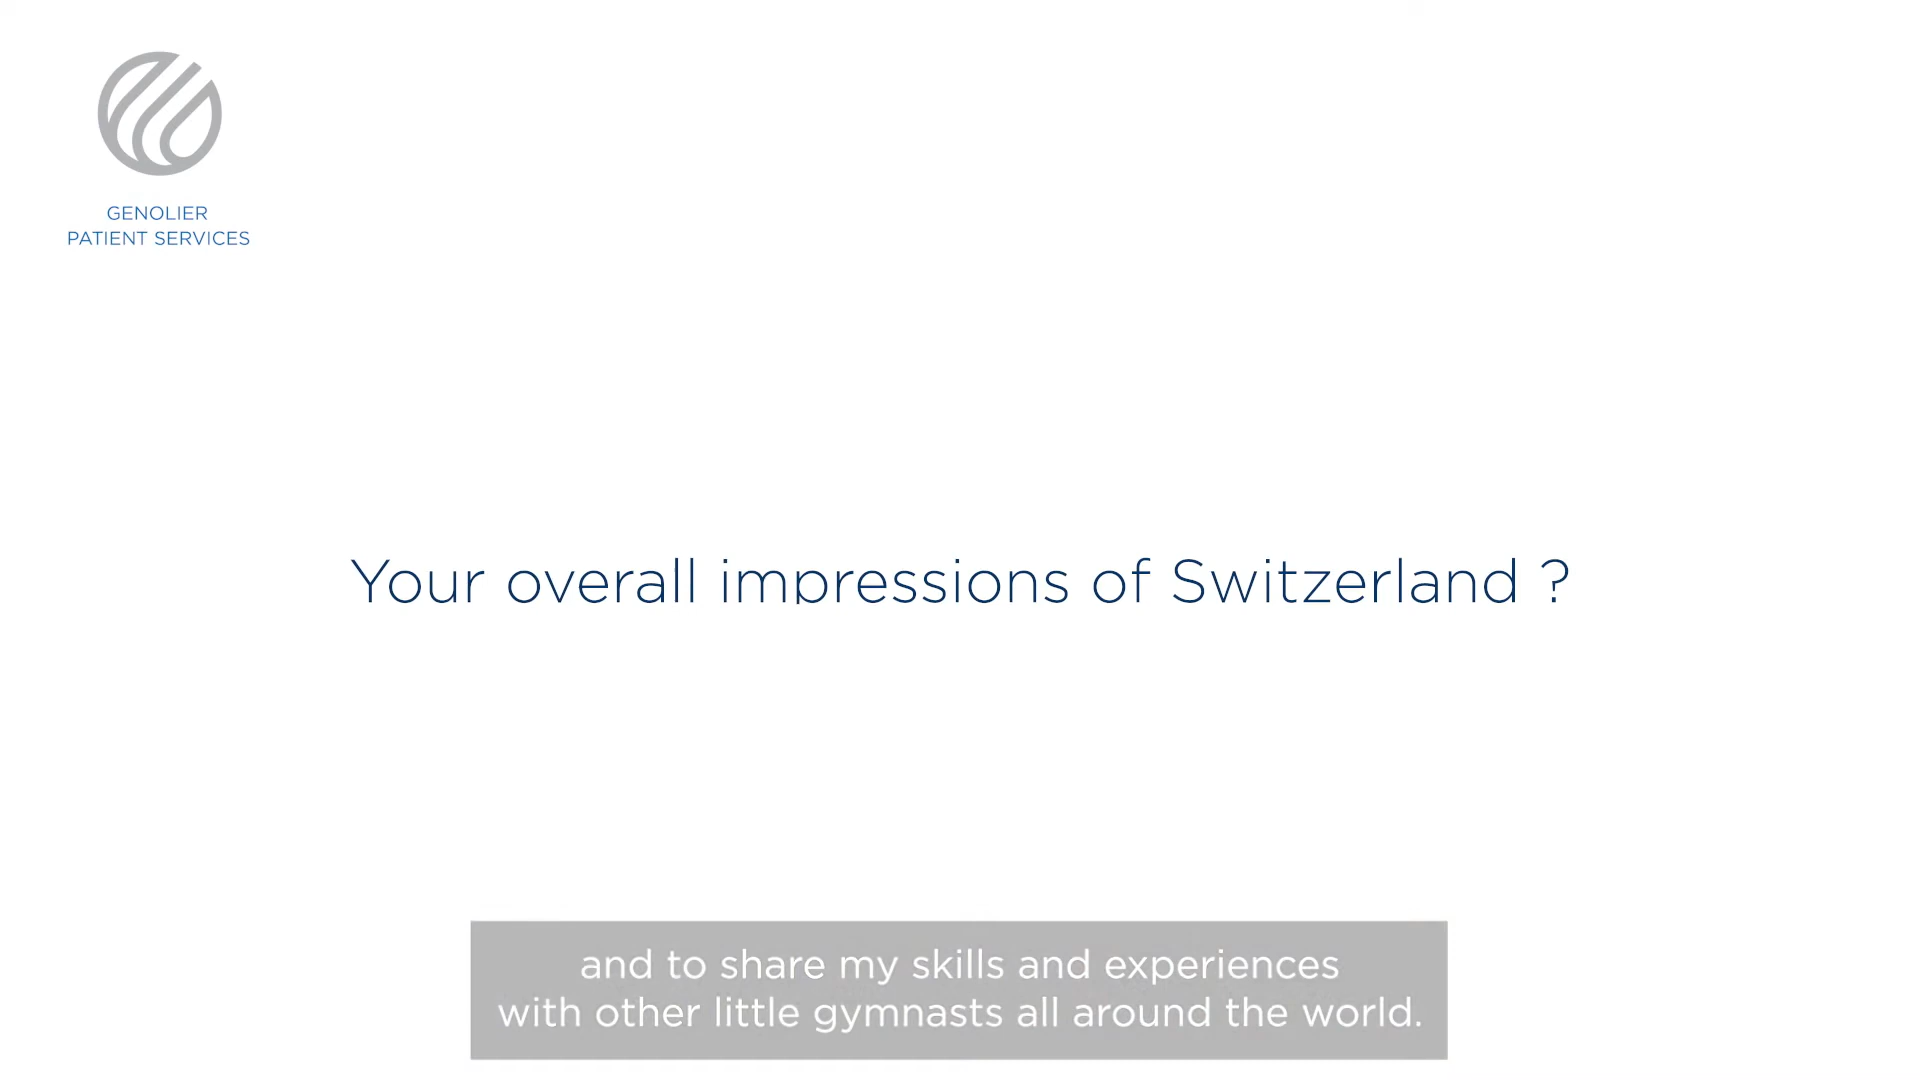 GENOLIER
PATIENT SERVICES
Your overall impressions of Switzerland ?
and to share my skills and experiences
with other little gymnasts all around the world.